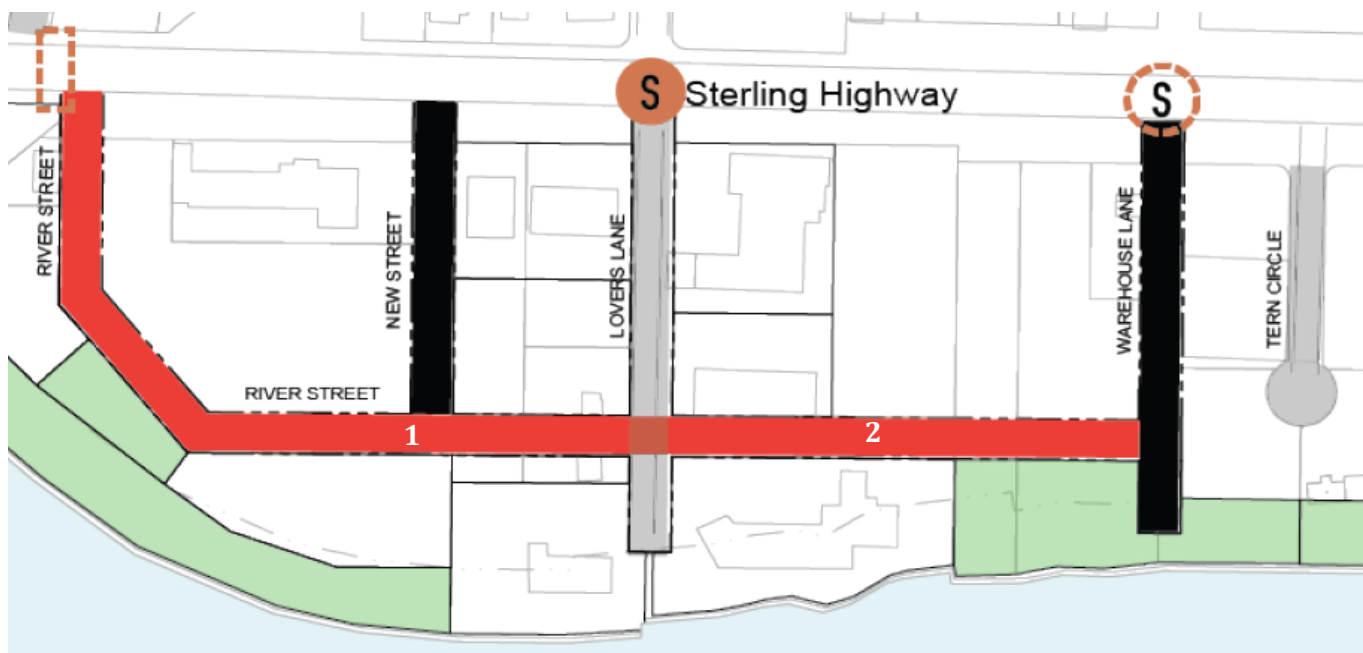 S
Sterling Highway
S
RIVER STREET
NEW STREET
LOVERS LANE
WAREHOUSE LANE
TERN CIRCLE
RIVER STREET
1
2